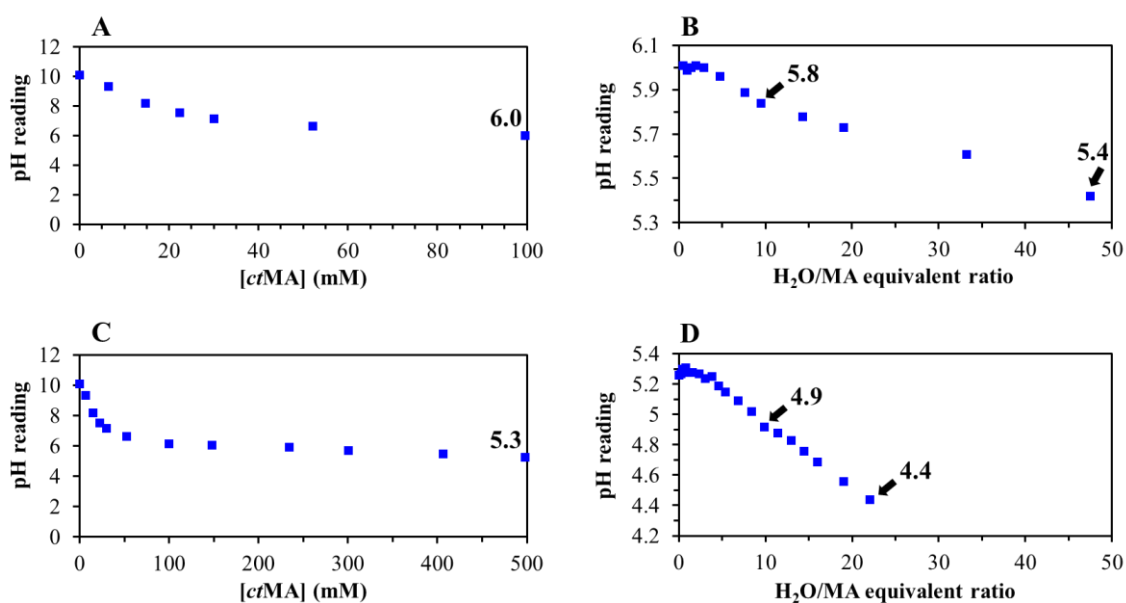 A
pH reading
12
10
8
6
4
2
0
6.0
0 20 40 60 80 100
[ctMA] (mM)
B
pH reading
6.1
5.9
5.7
5.5
5.3
5.8
5.4
0 10 20 30 40 50
H₂O/MA equivalent ratio
C
pH reading
12
10
8
6
4
2
0
5.3
0 100 200 300 400 500
[ctMA] (mM)
D
pH reading
5.4
5.2
5
4.8
4.6
4.4
4.2
4.9
4.4
0 10 20 30 40 50
H₂O/MA equivalent ratio